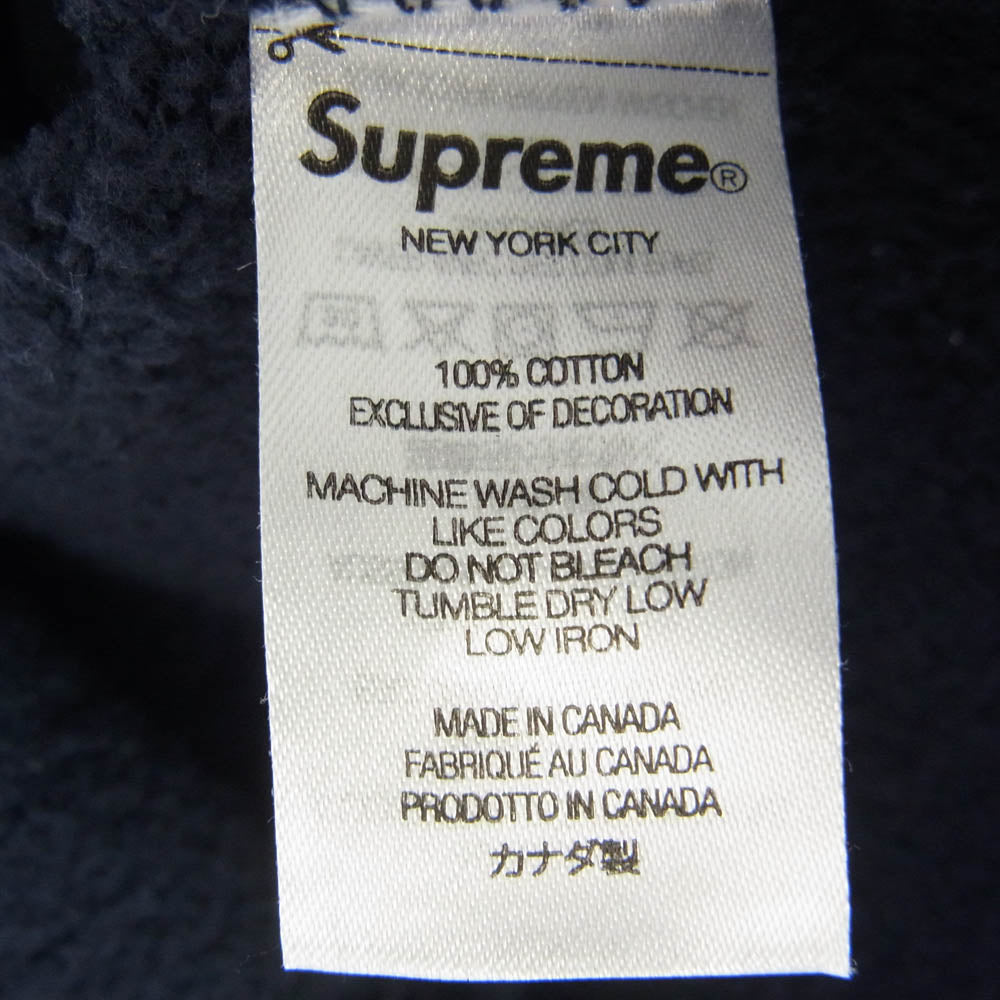 Supreme®
NEW YORK CITY
100% COTTON
EXCLUSIVE OF DECORATION
MACHINE WASH COLD WITH
LIKE COLORS
DO NOT BLEACH
TUMBLE DRY LOW
LOW IRON
MADE IN CANADA
FABRIQUÉ AU CANADA
PRODOTTO IN CANADA
カナダ製